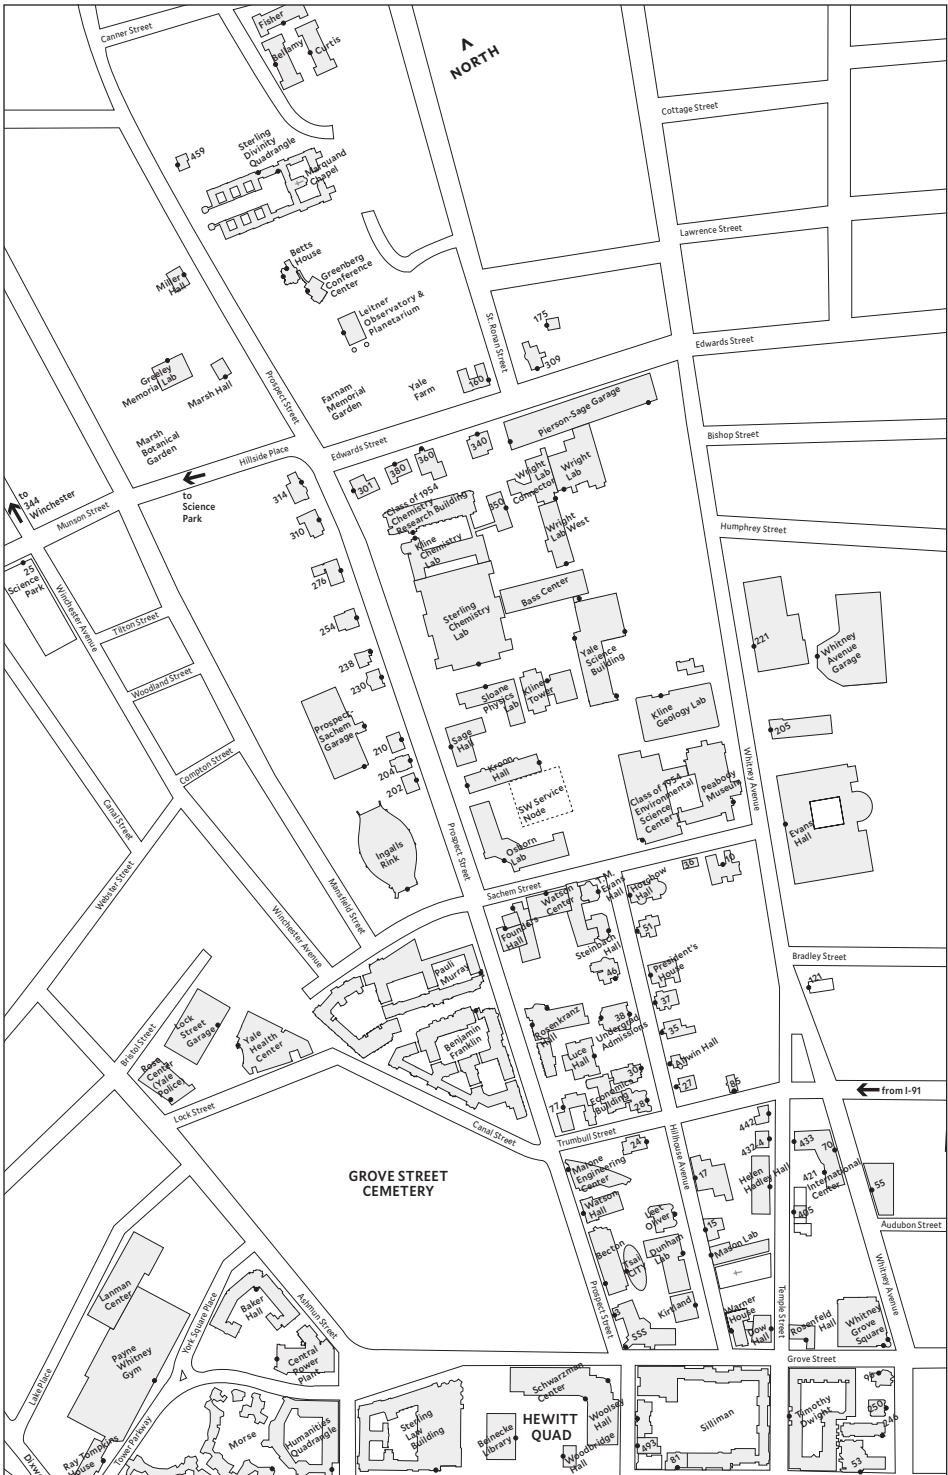 Canner Street
Fisher
Bellamy
Curtis
NORTH
Cottage Street
459
Sterling
Divinity
Quadrangle
Marquand
Chapel
Lawrence Street
Betts
House
Greenberg
Conference
Center
Miller
Hall
Leitner
Observatory &
Planetarium
St. Ronan Street
175
309
Edwards Street
Greeley
Memorial Lab
Marsh Hall
Prospect Street
Farnam
Memorial
Garden
Yale
Farm
160
Pierson-Sage Garage
Marsh
Botanical
Garden
Hillside Place
Edwards Street
Bishop Street
to
Science
Park
to
344
Winchester
Munson Street
314
310
301
380
360
340
Wright
Lab
Connector
Wright
Lab
Class of 1954
Chemistry
Research Building
350
Wright
Lab West
Kline
Chemistry
Lab
Humphrey Street
25
Science
Park
Winchester Avenue
276
Tilton Street
254
Sterling
Chemistry
Lab
Bass Center
Yale
Science
Building
221
Whitney
Avenue
Garage
Woodland Street
238
230
Sloane
Physics
Lab
Kline
Tower
Kline
Geology Lab
Prospect-
Sachem
Garage
Sage
Hall
205
Compton Street
210
204
202
Kroon
Hall
SW Service
Node
Class of 1954
Environmental
Science
Center
Peabody
Museum
Whitney Avenue
Evans
Hall
Canal Street
Ingalls
Rink
Prospect Street
Osborn
Lab
Webster Street
Mansfield Street
Winchester Avenue
Sachem Street
Watson
Center
T.M.
Evans
Hall
Horchow
Hall
56
10
Founders
Hall
51
Steinbach
Hall
46
President's
House
Bradley Street
121
Pauli
Murray
37
Bristol Street
Lock
Street
Garage
Yale
Health
Center
Benjamin
Franklin
Rosenkranz
Hall
38
Undergrad
Admissions
35
Luce
Hall
Edwin Hall
Rose
Center
(Yale
Police)
30
27
85
Economics
Building
28
77
from I-91
Lock Street
Canal Street
Trumbull Street
Hillhouse Avenue
24
442
432-4
433
70
421
International
Center
Malone
Engineering
Center
17
Helen
Hadley Hall
55
GROVE STREET
CEMETERY
Watson
Hall
405
Leet
Oliver
15
Audubon Street
Becton
Tsai
CITY
Dunham
Lab
Mason Lab
Whitney Avenue
Lanman
Center
York Square Place
Baker
Hall
Ashmun Street
Prospect Street
Kirtland
Warner
House
Dow
Hall
Temple Street
Rosenfeld
Hall
Whitney
Grove
Square
SSS
Payne
Whitney
Gym
Central
Power
Plant
Grove Street
Lake Place
Schwarzman
Center
Woolsey
Hall
Silliman
Timothy
Dwight
250
246
Sterling
Law
Building
HEWITT
QUAD
Beinecke
Library
Woodbridge
Hall
Tower Parkway
Morse
Humanities
Quadrangle
Ray Tompkins
House
493
81
53